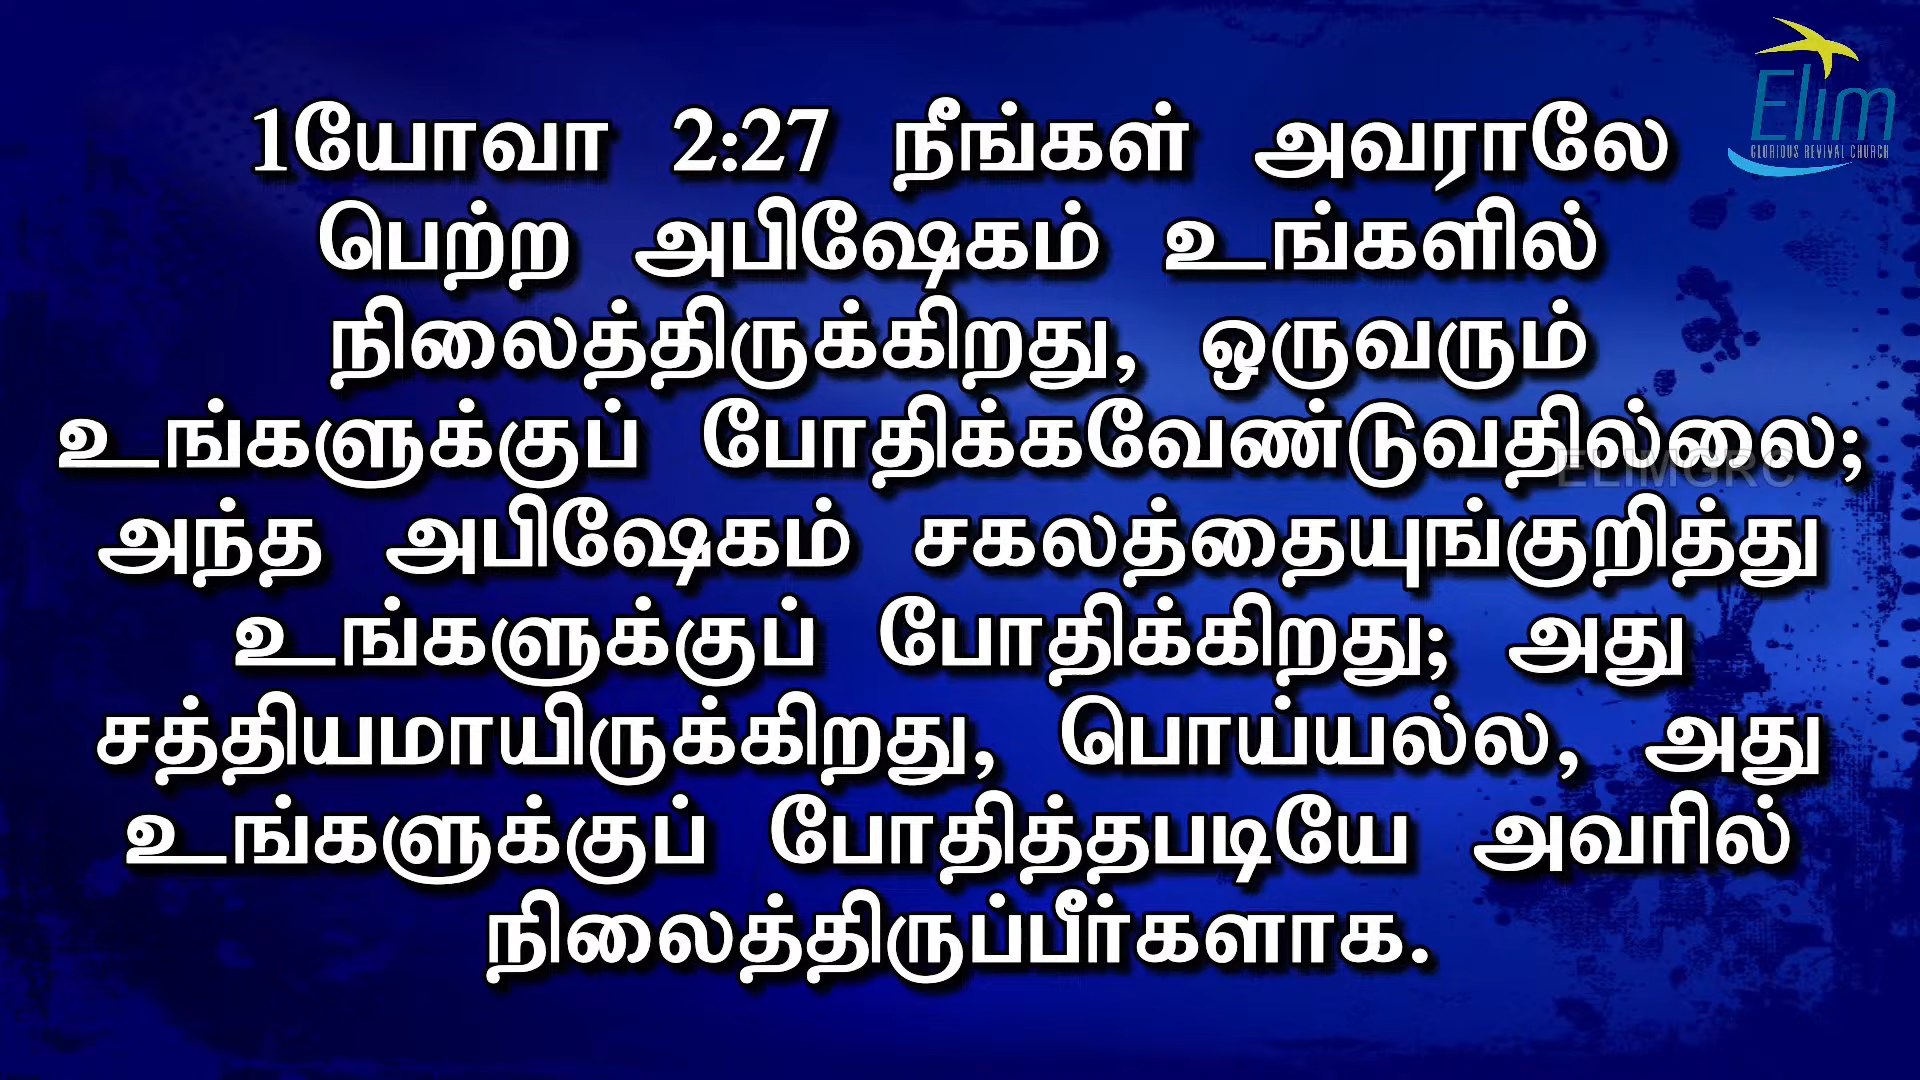 Elim
GLORIOUS REVIVAL CHURCH
1யோவா 2:27 நீங்கள் அவராலே
பெற்ற அபிஷேகம் உங்களில்
நிலைத்திருக்கிறது, ஒருவரும்
உங்களுக்குப் போதிக்கவேண்டுவதில்லை;
ELIMGRC
அந்த அபிஷேகம் சகலத்தையுங்குறித்து
உங்களுக்குப் போதிக்கிறது; அது
சத்தியமாயிருக்கிறது, பொய்யல்ல, அது
உங்களுக்குப் போதித்தபடியே அவரில்
நிலைத்திருப்பீர்களாக.